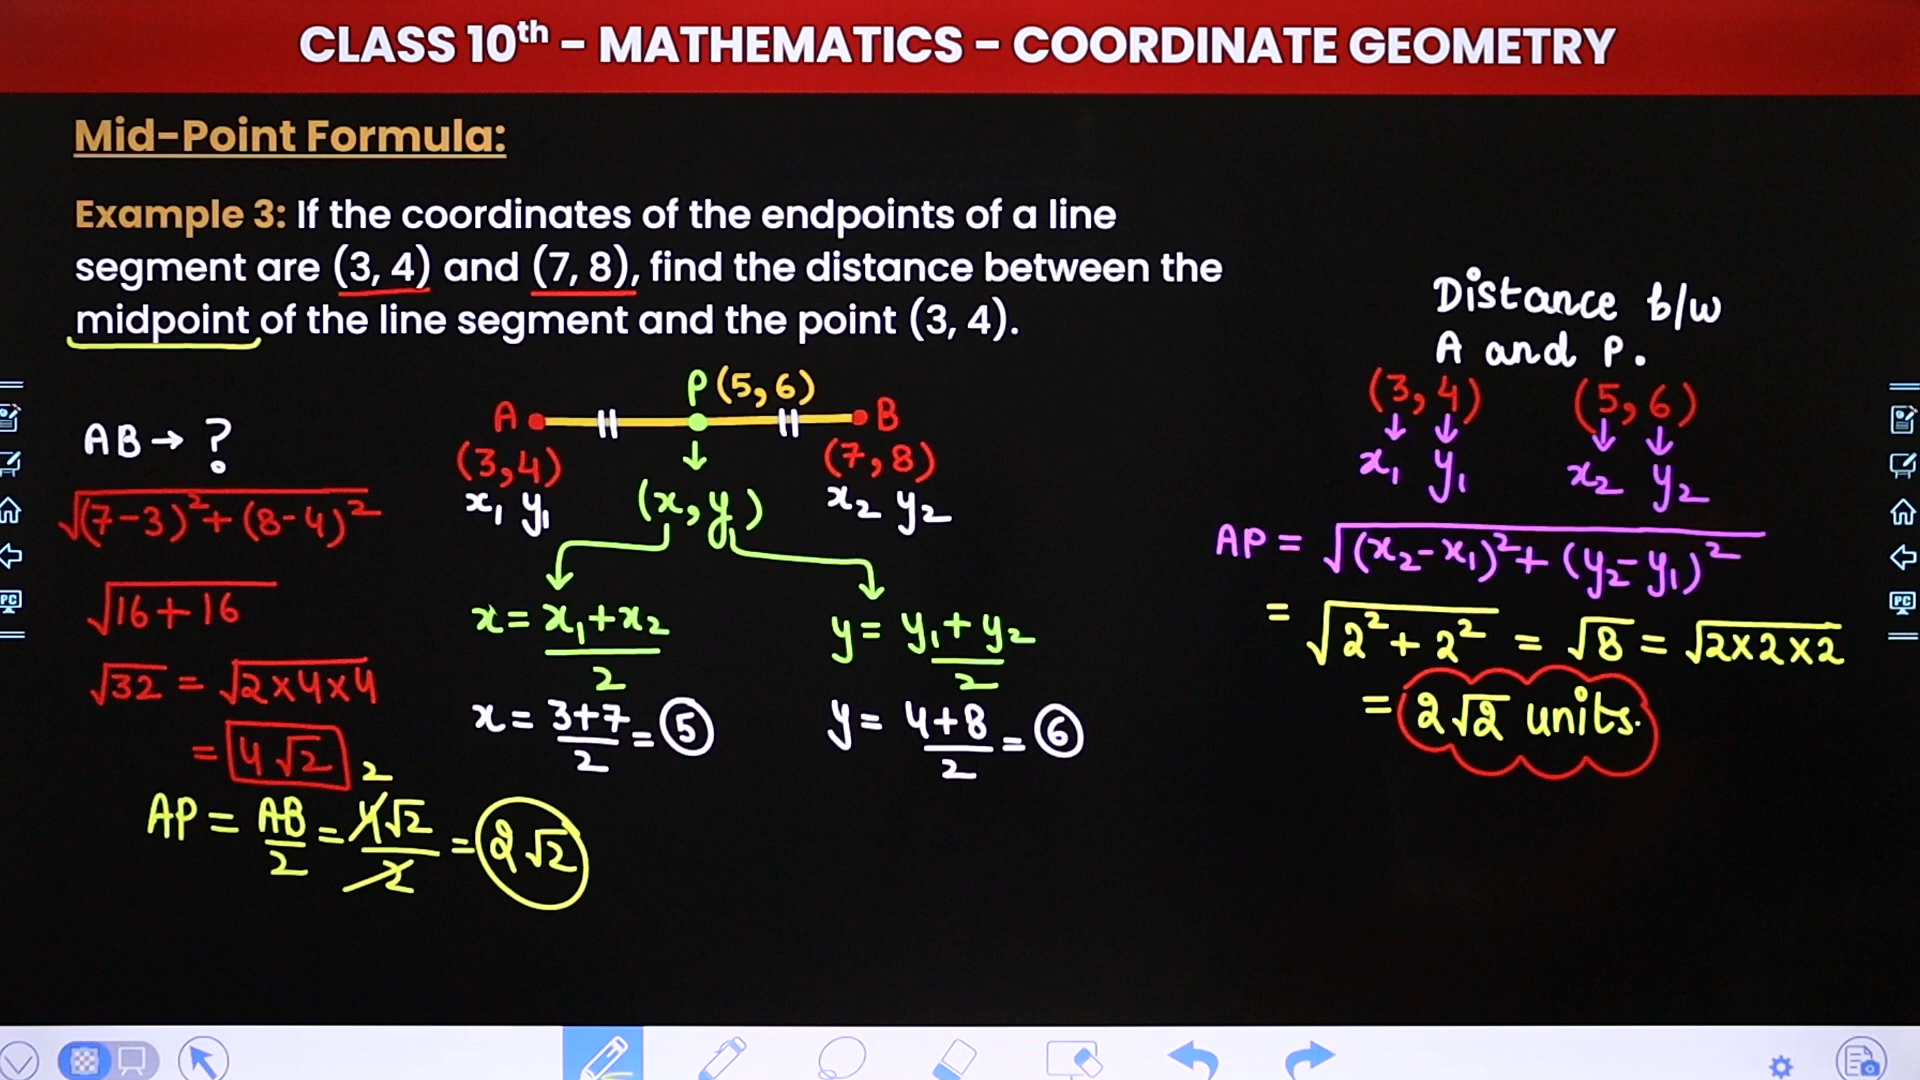 CLASS 10th - MATHEMATICS - COORDINATE GEOMETRY
Mid-Point Formula:
Example 3: If the coordinates of the endpoints of a line
segment are (3, 4) and (7, 8), find the distance between the
midpoint of the line segment and the point (3, 4).
AB → ?
√(7-3)²+(8-4)²
√16+16
√32 = √2×4×4
= 4√2
AP = AB/2 = 4√2/2 = 2√2
2
P (5,6)
A B
(3,4) (7,8)
x₁ y₁ (x,y) x₂ y₂
x = x₁+x₂/2 y = y₁+y₂/2
x = 3+7/2 = 5 y = 4+8/2 = 6
Distance b/w
A and P.
(3,4) (5,6)
↓ ↓ ↓ ↓
x₁ y₁ x₂ y₂
AP = √(x₂-x₁)²+(y₂-y₁)²
= √2²+2² = √8 = √2×2×2
= 2√2 units.
PC
PC